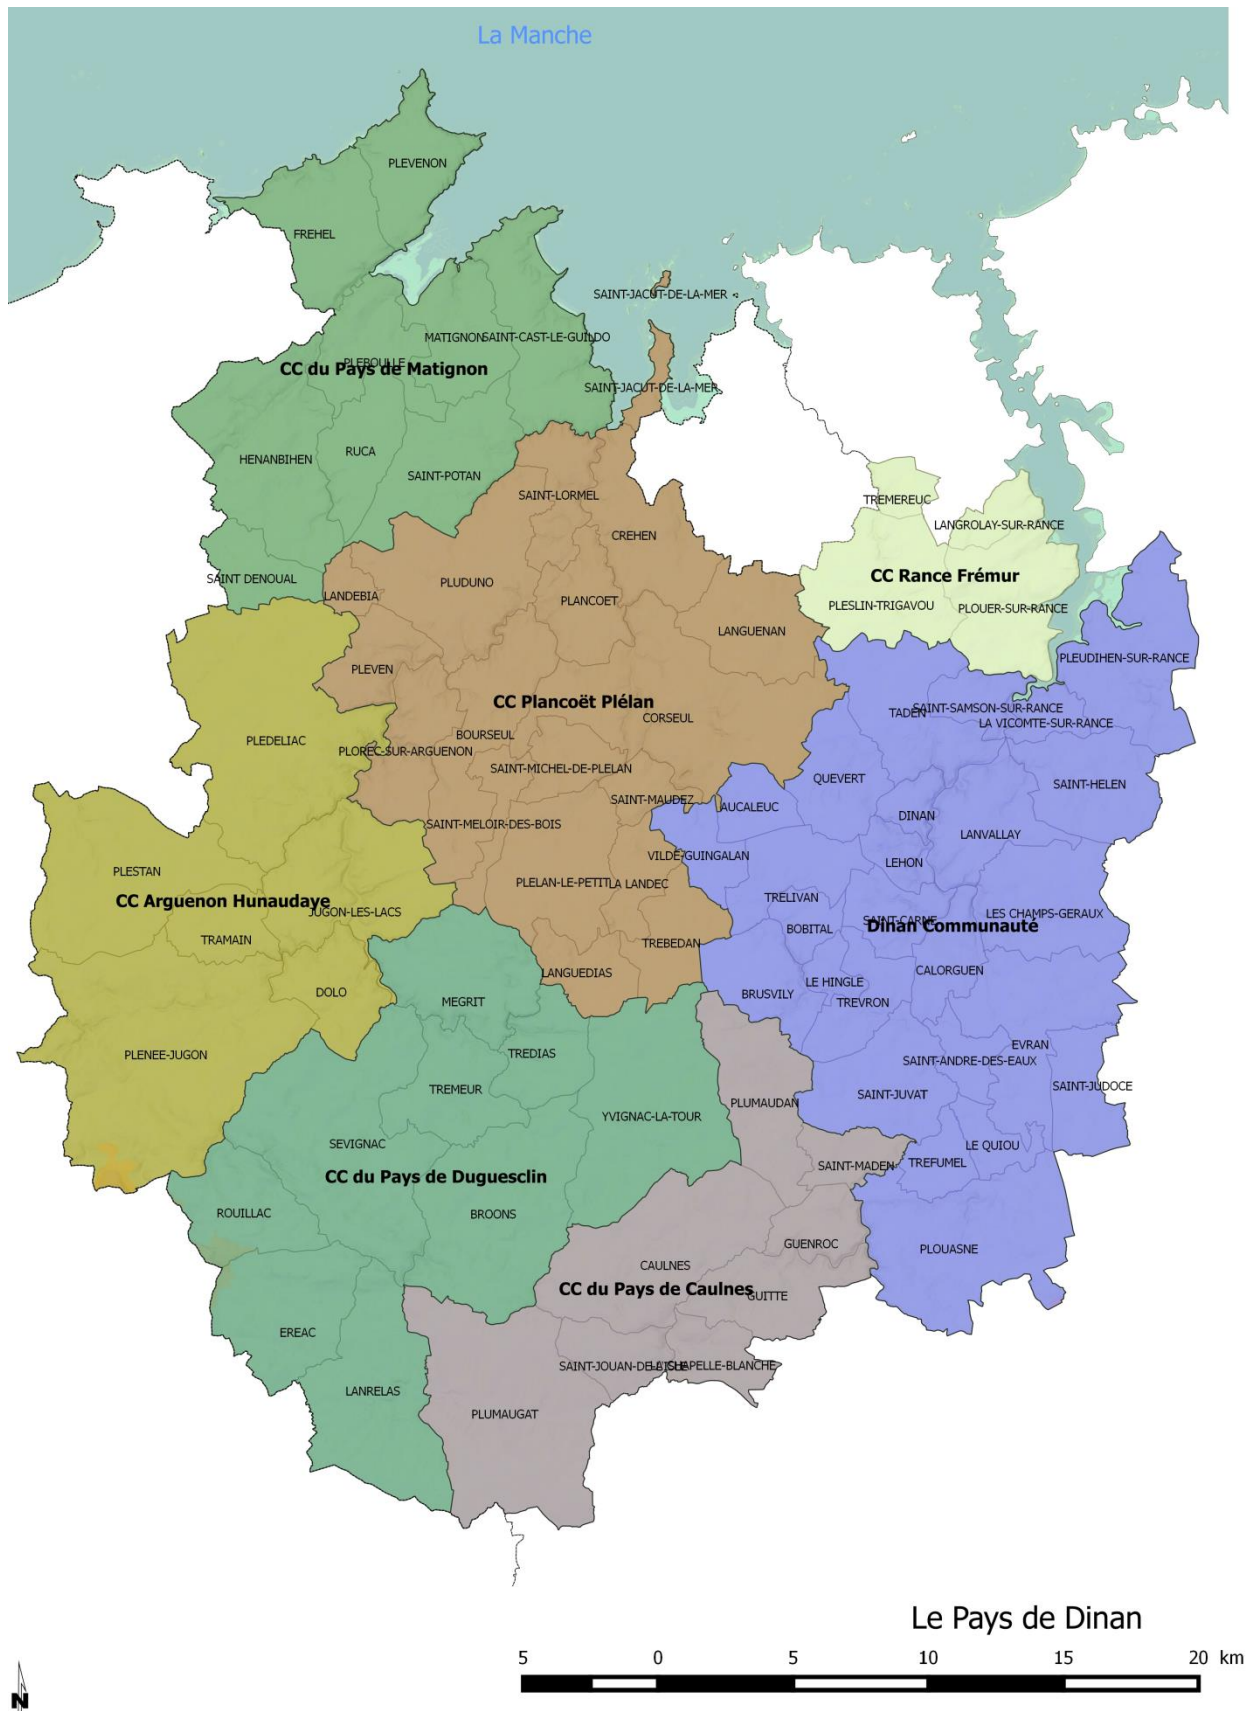 La Manche
PLEVENON
FREHEL
SAINT-JACUT-DE-LA-MER
MATIGNON
SAINT-CAST-LE-GUILDO
PLEBOULLE
CC du Pays de Matignon
SAINT-JACUT-DE-LA-MER
HENANBIHEN
RUCA
SAINT-POTAN
SAINT-LORMEL
TREMEREUC
LANGROLAY-SUR-RANCE
CREHEN
SAINT DENOUAL
LANDEBIA
PLUDUNO
PLANCOET
CC Rance Frémur
PLESLIN-TRIGAVOU
PLOUER-SUR-RANCE
LANGUENAN
PLEVEN
PLEUDIHEN-SUR-RANCE
CC Plancoët Plélan
CORSEUL
TADEN
SAINT-SAMSON-SUR-RANCE
LA VICOMTE-SUR-RANCE
PLEDELIAC
PLOREC-SUR-ARGUENON
BOURSEUL
SAINT-MICHEL-DE-PLELAN
QUEVERT
SAINT-HELEN
SAINT-MAUDEZ
AUCALEUC
SAINT-MELOIR-DES-BOIS
DINAN
LANVALLAY
VILDE-GUINGALAN
LEHON
PLESTAN
PLELAN-LE-PETIT
LA LANDEC
TRELIVAN
CC Arguenon Hunaudaye
JUGON-LES-LACS
SAINT-CARNE
LES CHAMPS-GERAUX
Dinan Communauté
BOBITAL
TRAMAIN
TREBEDAN
LANGUEDIAS
CALORGUEN
LE HINGLE
BRUSVILY
TREVRON
DOLO
MEGRIT
PLENEE-JUGON
TREDIAS
EVRAN
SAINT-ANDRE-DES-EAUX
TREMEUR
SAINT-JUDOCE
SAINT-JUVAT
PLUMAUDAN
YVIGNAC-LA-TOUR
SEVIGNAC
LE QUIOU
SAINT-MADEN
TREFUMEL
CC du Pays de Duguesclin
ROUILLAC
BROONS
GUENROC
PLOUASNE
CAULNES
CC du Pays de Caulnes
GUITTE
EREAC
SAINT-JOUAN-DE-L'ISLE
LA CHAPELLE-BLANCHE
LANRELAS
PLUMAUGAT
Le Pays de Dinan
5 0 5 10 15 20 km
N